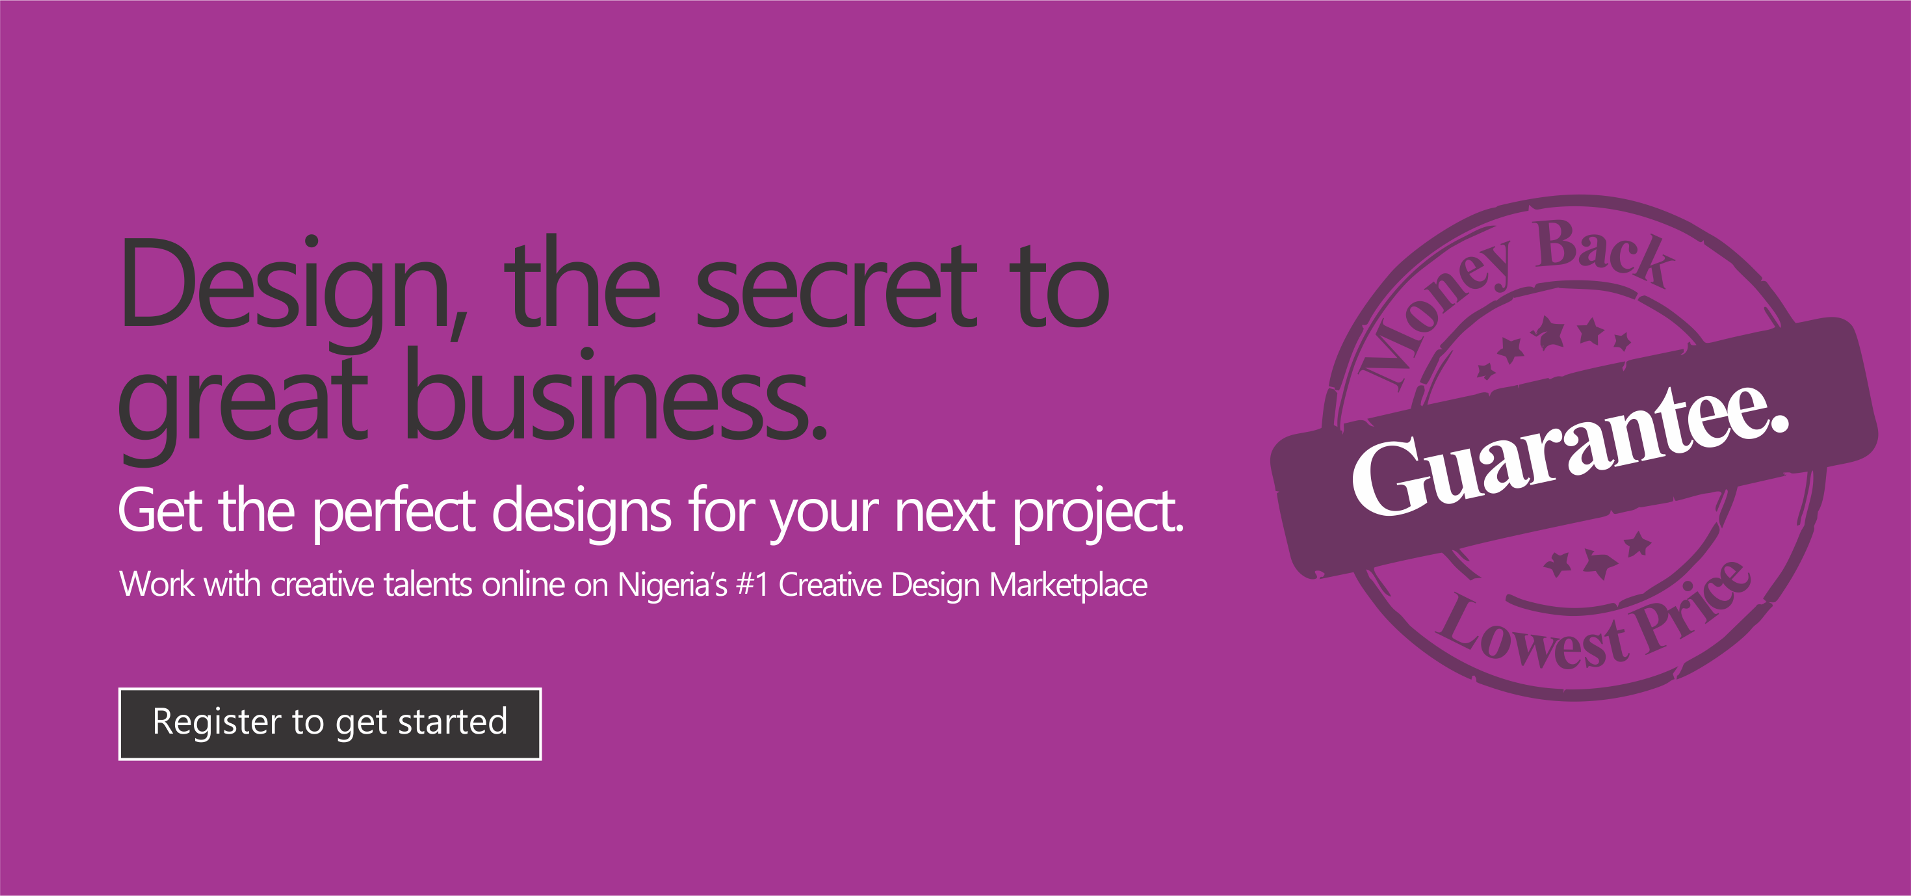 Design, the secret to
great business.
Get the perfect designs for your next project.
Work with creative talents online on Nigeria’s #1 Creative Design Marketplace
Register to get started
Money Back
Guarantee.
Lowest Price